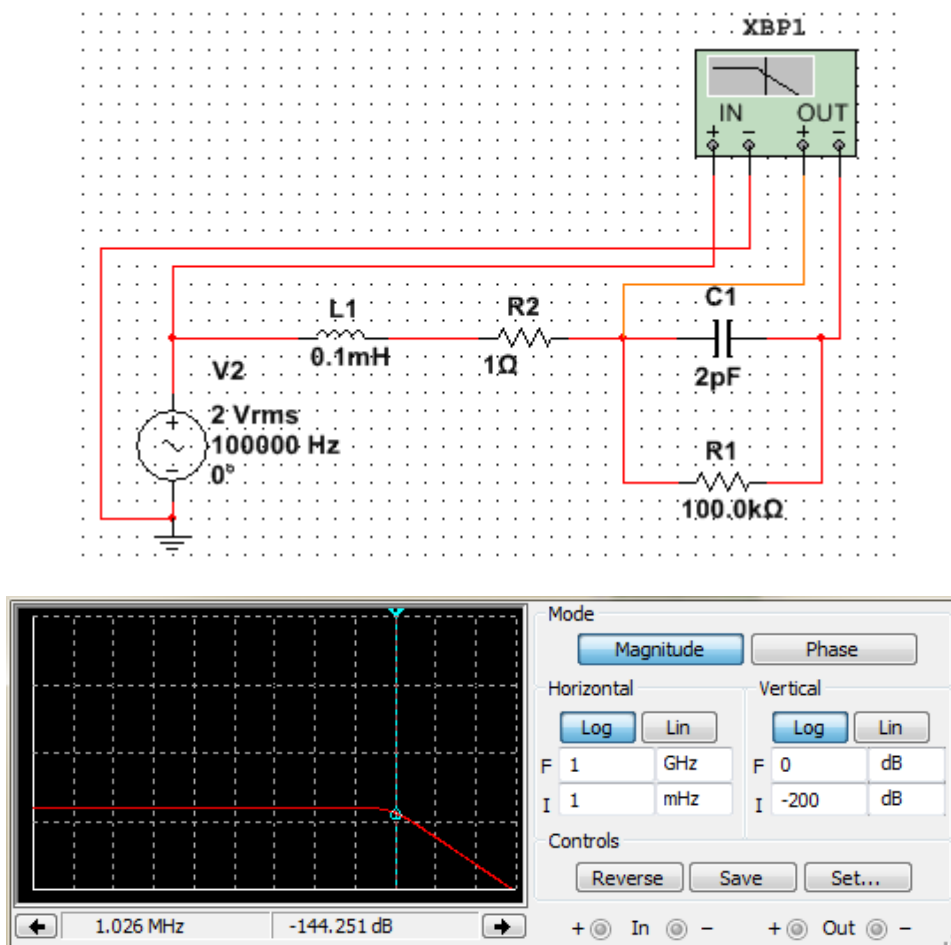 XBP1
IN OUT
+ − + −
L1
0.1mH
R2
1Ω
C1
2pF
V2
2 Vrms
100000 Hz
0°
R1
100.0kΩ
Mode
Magnitude Phase
Horizontal Vertical
Log Lin Log Lin
F 1 GHz F 0 dB
I 1 mHz I -200 dB
Controls
Reverse Save Set...
1.026 MHz -144.251 dB
+ In − + Out −